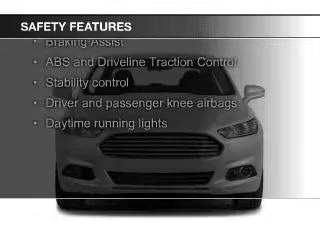 SAFETY FEATURES
• Braking Assist
• ABS and Driveline Traction Control
• Stability control
• Driver and passenger knee airbags
• Daytime running lights